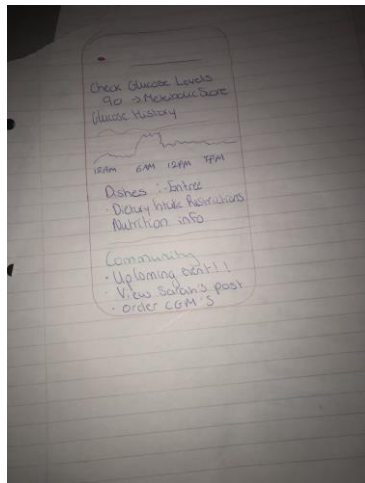 Check Glucose Levels
90 → Metabolic Score
Glucose History
12AM 6AM 12PM 7PM
Dishes :- Entree
· Dietary Intake Restrictions
Nutrition info
Community
· Upcoming event!!
· View Sarah's post
· order CGM'S